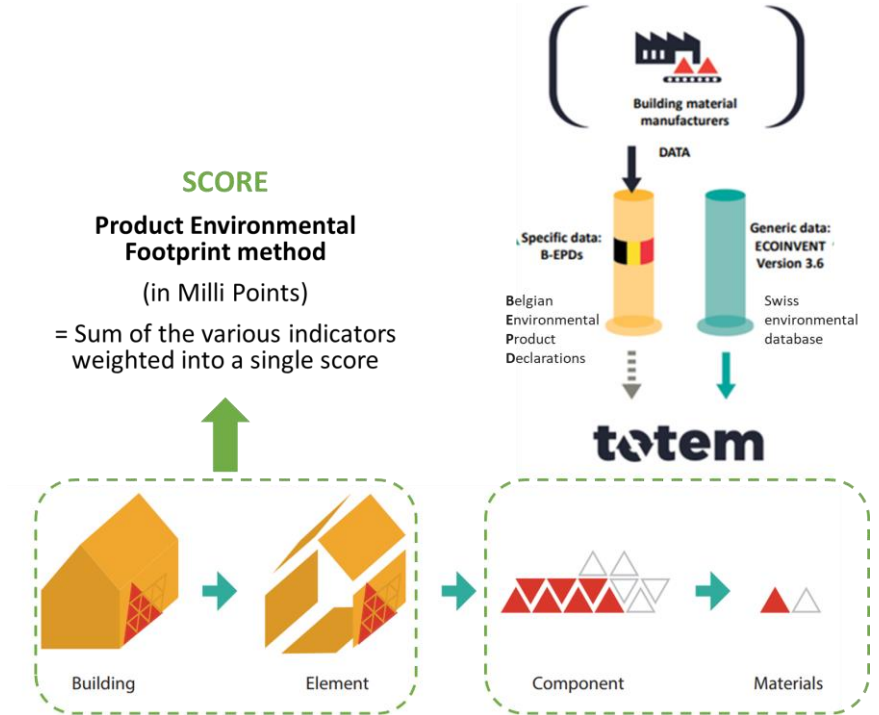 Building material
manufacturers
DATA
SCORE
Product Environmental
Footprint method
(in Milli Points)
= Sum of the various indicators
weighted into a single score
Specific data:
B-EPDs
Generic data:
ECOINVENT
Version 3.6
Belgian
Environmental
Product
Declarations
Swiss
environmental
database
totem
Building
Element
Component
Materials